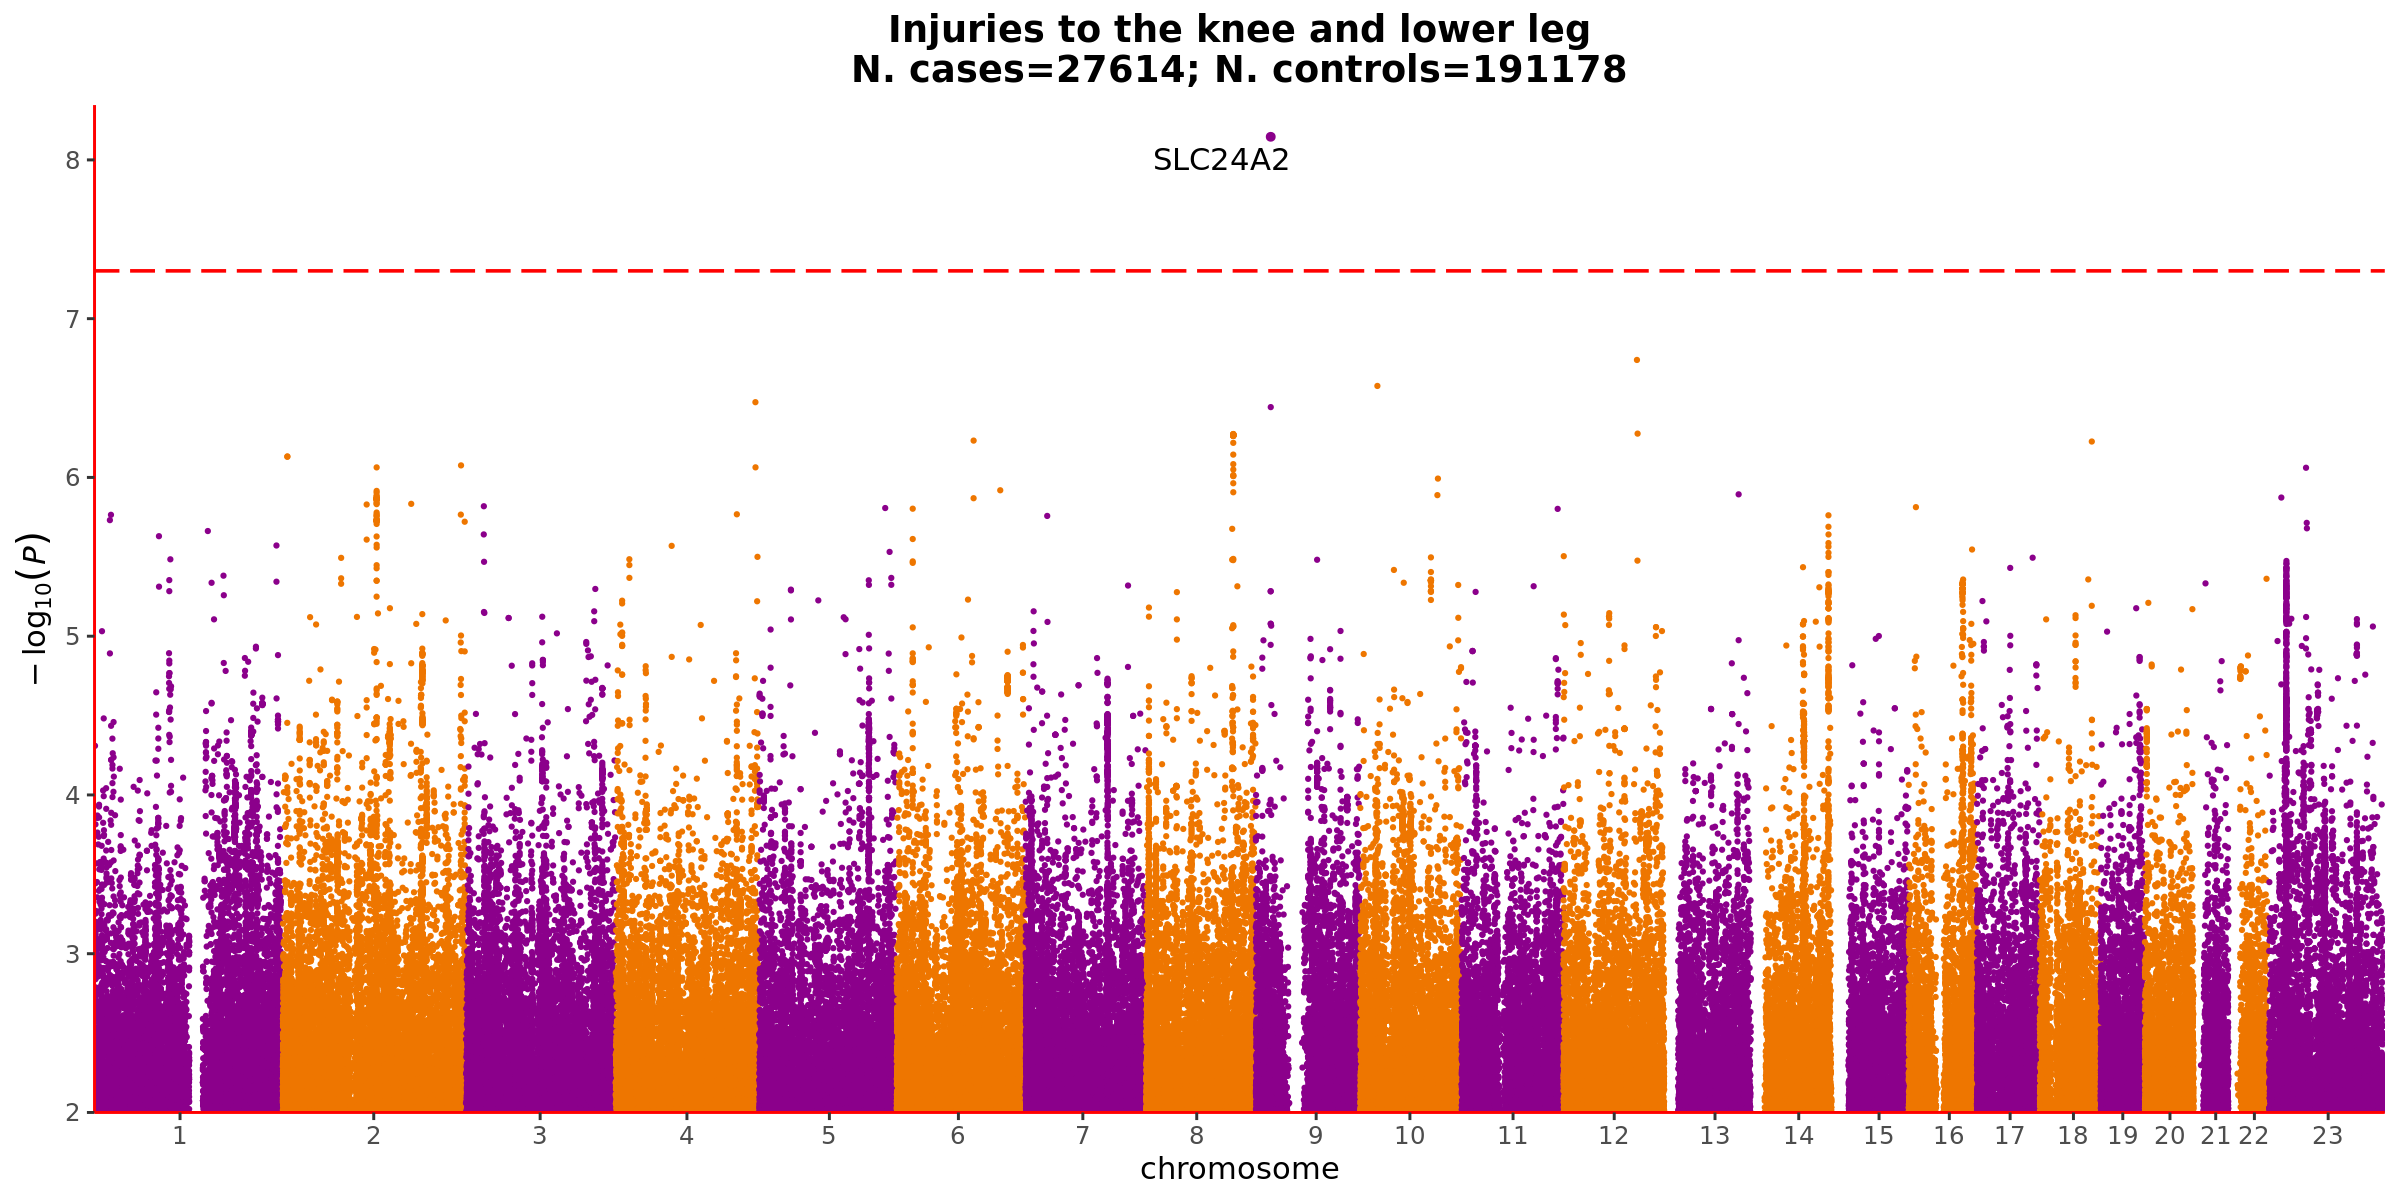 Injuries to the knee and lower leg
N. cases=27614; N. controls=191178
8
SLC24A2
7
6
5
4
3
2
− log10(P)
1 2 3 4 5 6 7 8 9 10 11 12 13 14 15 16 17 18 19 20 21 22 23
chromosome